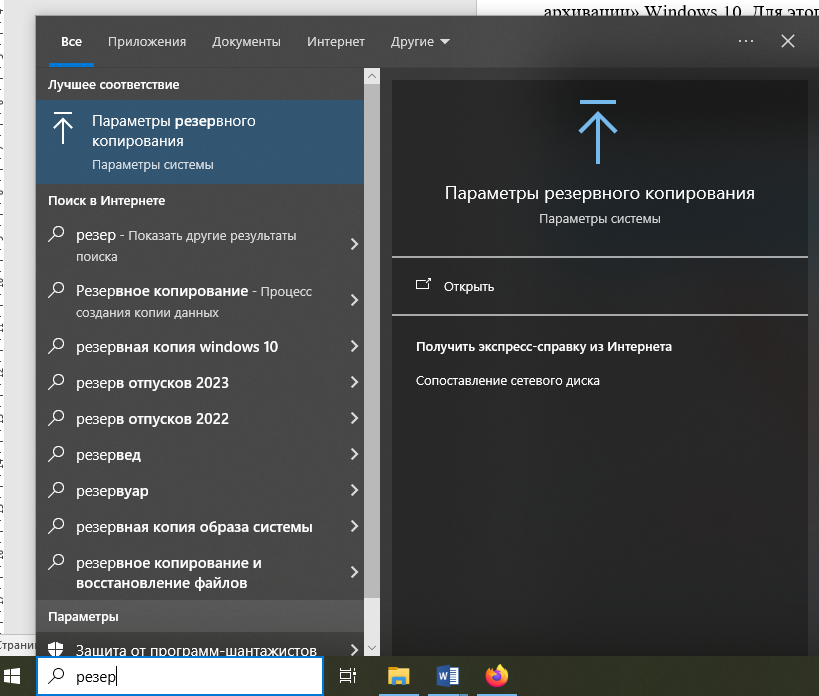 архивации» Windows 10. Для этог
Все Приложения Документы Интернет Другие
Лучшее соответствие
Параметры резервного
копирования
Параметры системы
Поиск в Интернете
резер - Показать другие результаты
поиска
Резервное копирование - Процесс
создания копии данных
резервная копия windows 10
резерв отпусков 2023
резерв отпусков 2022
резервед
резервуар
резервная копия образа системы
резервное копирование и
восстановление файлов
Параметры
Защита от программ-шантажистов
Параметры резервного копирования
Параметры системы
Открыть
Получить экспресс-справку из Интернета
Сопоставление сетевого диска
Страни
резер